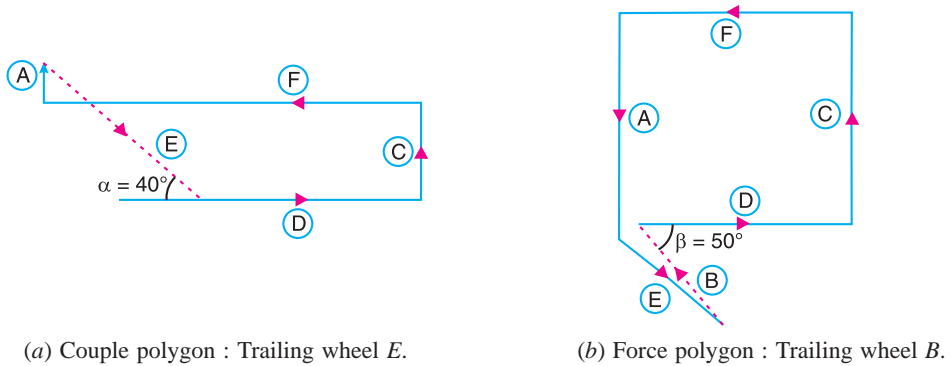 A
F
E
C
α = 40°
D
F
A
C
D
β = 50°
B
E
(a) Couple polygon : Trailing wheel E.
(b) Force polygon : Trailing wheel B.